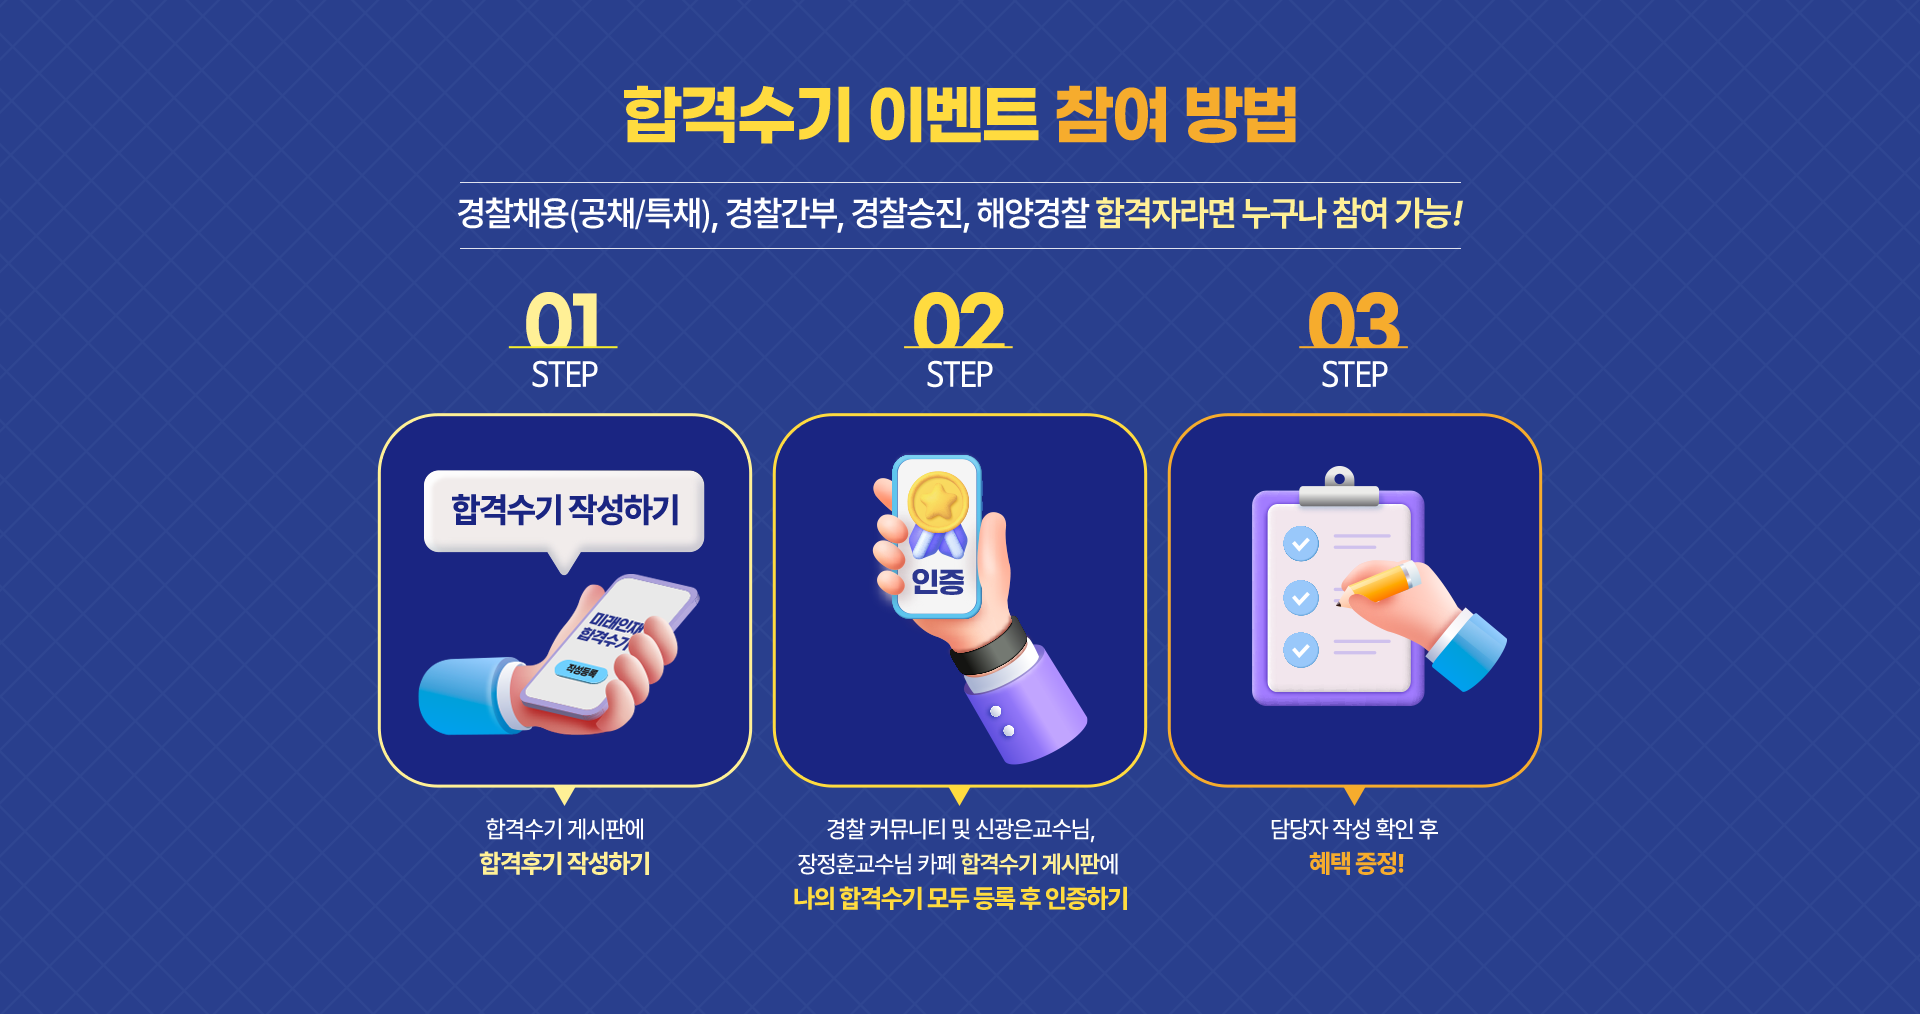 합격수기 이벤트 참여 방법
경찰채용(공채/특채), 경찰간부, 경찰승진, 해양경찰 합격자라면 누구나 참여 가능!
01
STEP
합격수기 작성하기
미래인재
합격수기
작성등록
합격수기 게시판에
합격후기 작성하기
02
STEP
인증
경찰 커뮤니티 및 신광은교수님,
장정훈교수님 카페 합격수기 게시판에
나의 합격수기 모두 등록 후 인증하기
03
STEP
담당자 작성 확인 후
혜택 증정!